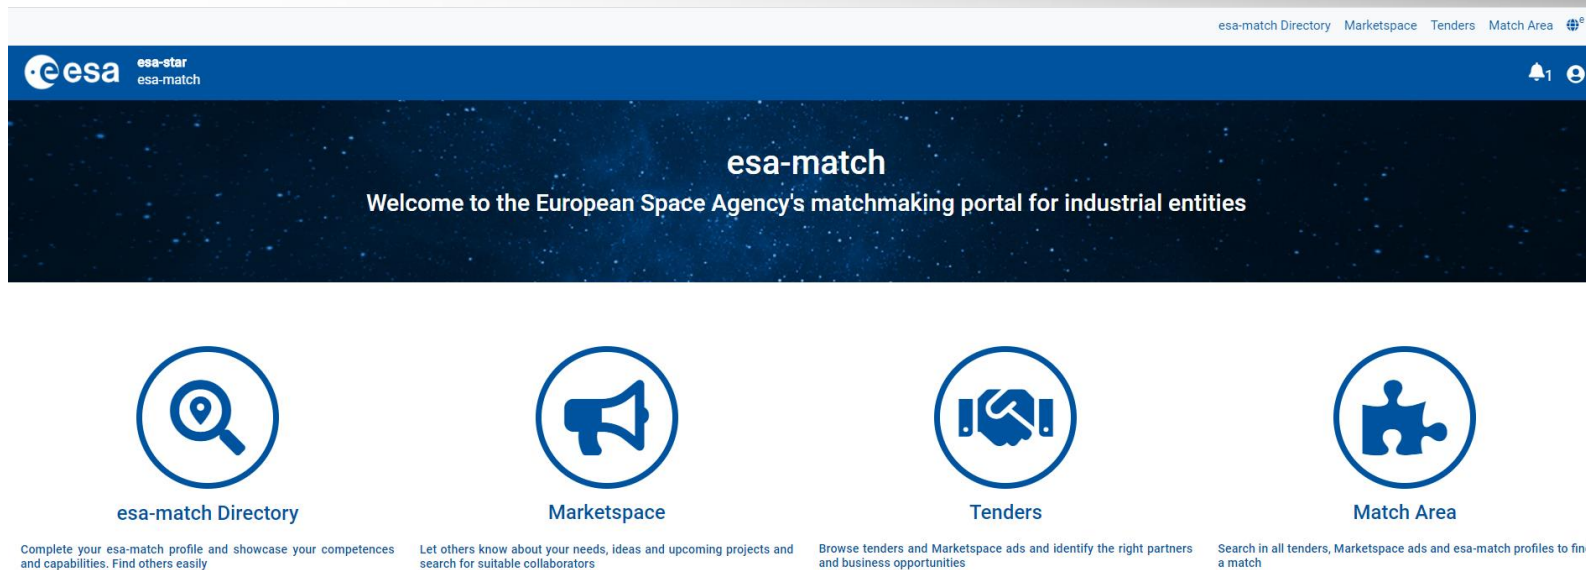 esa-match Directory Marketspace Tenders Match Area e
esa
esa-star
esa-match
1
esa-match
Welcome to the European Space Agency's matchmaking portal for industrial entities
esa-match Directory
Complete your esa-match profile and showcase your competences
and capabilities. Find others easily
Marketspace
Let others know about your needs, ideas and upcoming projects and
search for suitable collaborators
Tenders
Browse tenders and Marketspace ads and identify the right partners
and business opportunities
Match Area
Search in all tenders, Marketspace ads and esa-match profiles to
a match